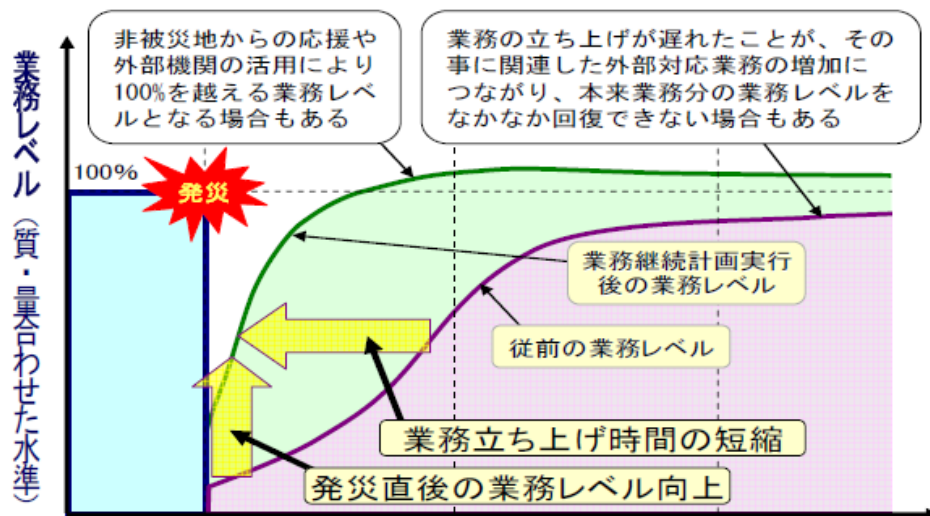 非被災地からの応援や
外部機関の活用により
100%を越える業務レベ
ルとなる場合もある
業務の立ち上げが遅れたことが、その
事に関連した外部対応業務の増加に
つながり、本来業務分の業務レベルを
なかなか回復できない場合もある
業務レベル（質・量合わせた水準）
100%
発災
業務継続計画実行
後の業務レベル
従前の業務レベル
業務立ち上げ時間の短縮
発災直後の業務レベル向上